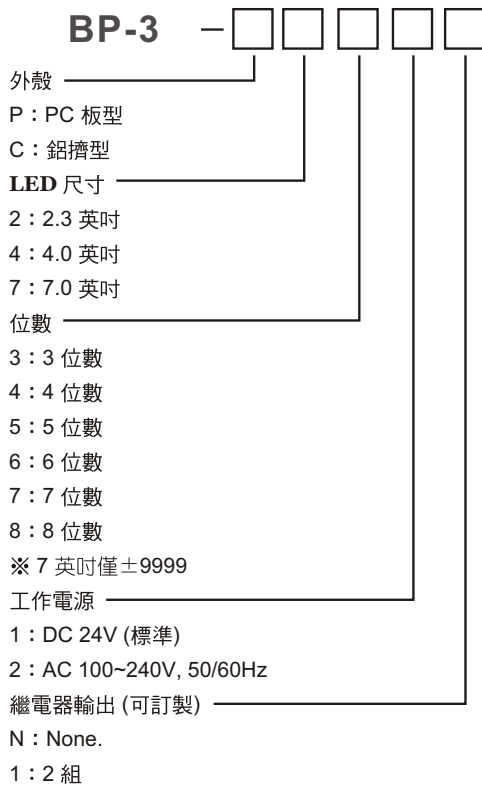 BP-3 －□□□□□
外殼
P：PC 板型
C：鋁擠型
LED 尺寸
2：2.3 英吋
4：4.0 英吋
7：7.0 英吋
位數
3：3 位數
4：4 位數
5：5 位數
6：6 位數
7：7 位數
8：8 位數
※ 7 英吋僅±9999
工作電源
1：DC 24V (標準)
2：AC 100~240V, 50/60Hz
繼電器輸出 (可訂製)
N：None.
1：2 組